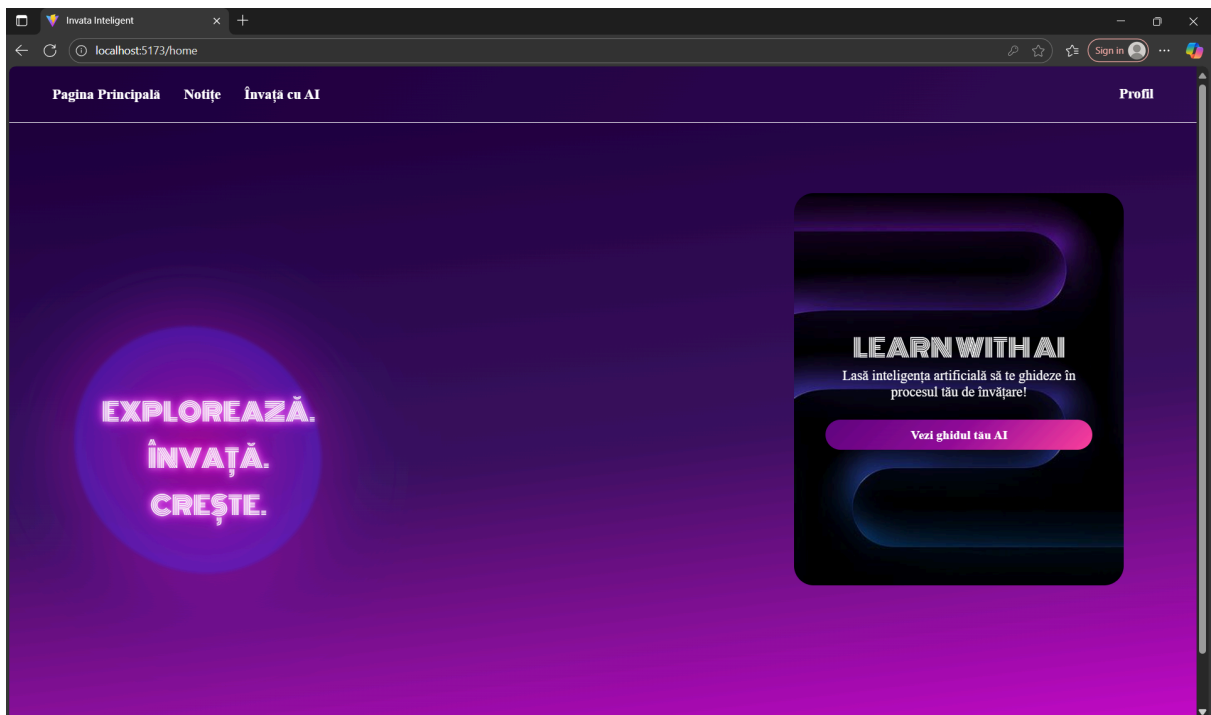 Invata Inteligent
localhost:5173/home
Sign in
Pagina Principală Notițe Învață cu AI Profil
EXPLOREAZĂ.
ÎNVAȚĂ.
CREȘTE.
LEARN WITH AI
Lasă inteligența artificială să te ghideze în
procesul tău de învățare!
Vezi ghidul tău AI